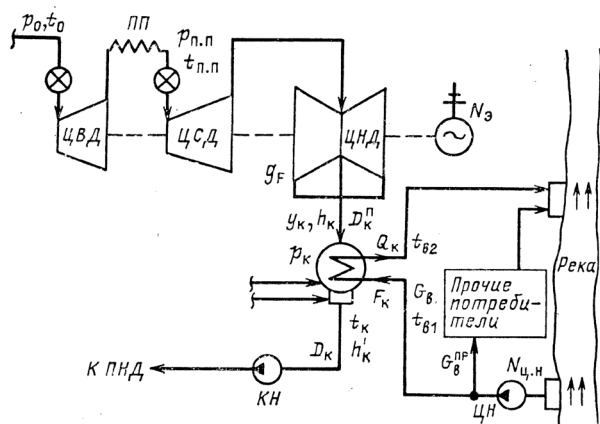 p₀, t₀
ПП
pп.п
tп.п
ЦВД
ЦСД
ЦНД
Nэ
gF
yк, hк
Dкᴨ
pк
Qк
tв2
Fк
Gв
tв1
Прочие
потреби-
тели
Река
tк
Dк
h'к
К ПНД
КН
Gвпр
Nц.н
ЦН